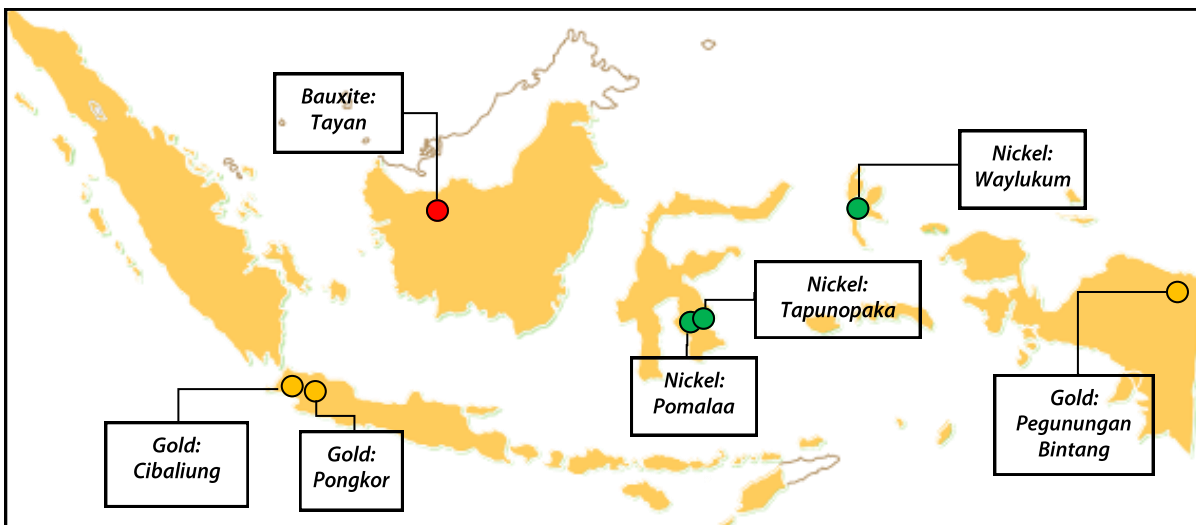 Bauxite:
Tayan
Nickel:
Waylukum
Nickel:
Tapunopaka
Nickel:
Pomalaa
Gold:
Pegunungan
Bintang
Gold:
Cibaliung
Gold:
Pongkor